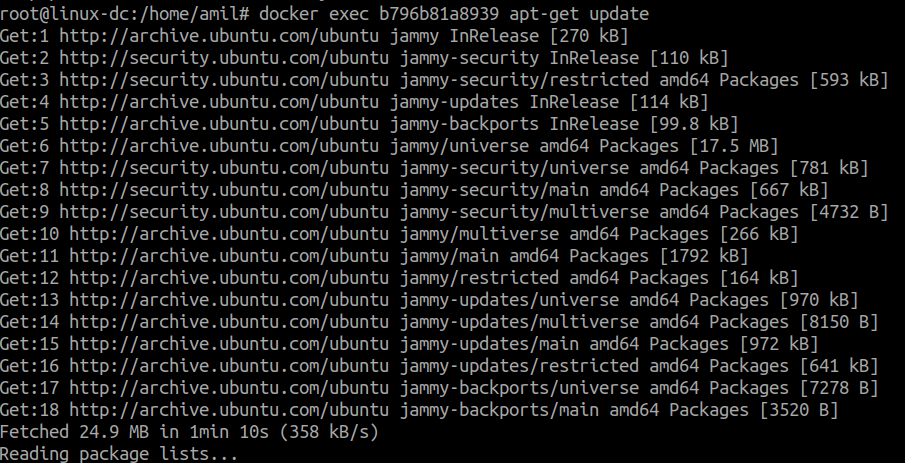 root@linux-dc:/home/amil# docker exec b796b81a8939 apt-get update
Get:1 http://archive.ubuntu.com/ubuntu jammy InRelease [270 kB]
Get:2 http://security.ubuntu.com/ubuntu jammy-security InRelease [110 kB]
Get:3 http://security.ubuntu.com/ubuntu jammy-security/restricted amd64 Packages [593 kB]
Get:4 http://archive.ubuntu.com/ubuntu jammy-updates InRelease [114 kB]
Get:5 http://archive.ubuntu.com/ubuntu jammy-backports InRelease [99.8 kB]
Get:6 http://archive.ubuntu.com/ubuntu jammy/universe amd64 Packages [17.5 MB]
Get:7 http://security.ubuntu.com/ubuntu jammy-security/universe amd64 Packages [781 kB]
Get:8 http://security.ubuntu.com/ubuntu jammy-security/main amd64 Packages [667 kB]
Get:9 http://security.ubuntu.com/ubuntu jammy-security/multiverse amd64 Packages [4732 B]
Get:10 http://archive.ubuntu.com/ubuntu jammy/multiverse amd64 Packages [266 kB]
Get:11 http://archive.ubuntu.com/ubuntu jammy/main amd64 Packages [1792 kB]
Get:12 http://archive.ubuntu.com/ubuntu jammy/restricted amd64 Packages [164 kB]
Get:13 http://archive.ubuntu.com/ubuntu jammy-updates/universe amd64 Packages [970 kB]
Get:14 http://archive.ubuntu.com/ubuntu jammy-updates/multiverse amd64 Packages [8150 B]
Get:15 http://archive.ubuntu.com/ubuntu jammy-updates/main amd64 Packages [972 kB]
Get:16 http://archive.ubuntu.com/ubuntu jammy-updates/restricted amd64 Packages [641 kB]
Get:17 http://archive.ubuntu.com/ubuntu jammy-backports/universe amd64 Packages [7278 B]
Get:18 http://archive.ubuntu.com/ubuntu jammy-backports/main amd64 Packages [3520 B]
Fetched 24.9 MB in 1min 10s (358 kB/s)
Reading package lists...